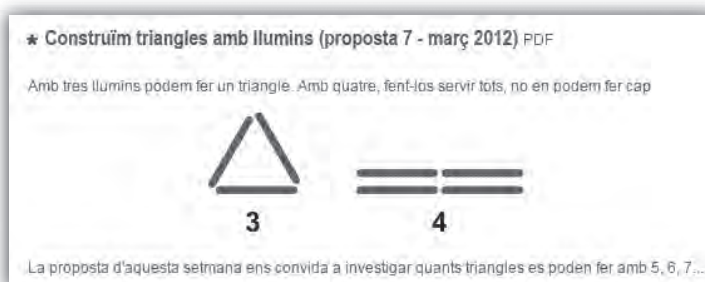 ★ Construïm triangles amb llumins (proposta 7 - març 2012) PDF
Amb tres llumins podem fer un triangle. Amb quatre, fent-los servir tots, no en podem fer cap
3 4
La proposta d'aquesta setmana ens convida a investigar quants triangles es poden fer amb 5, 6, 7...